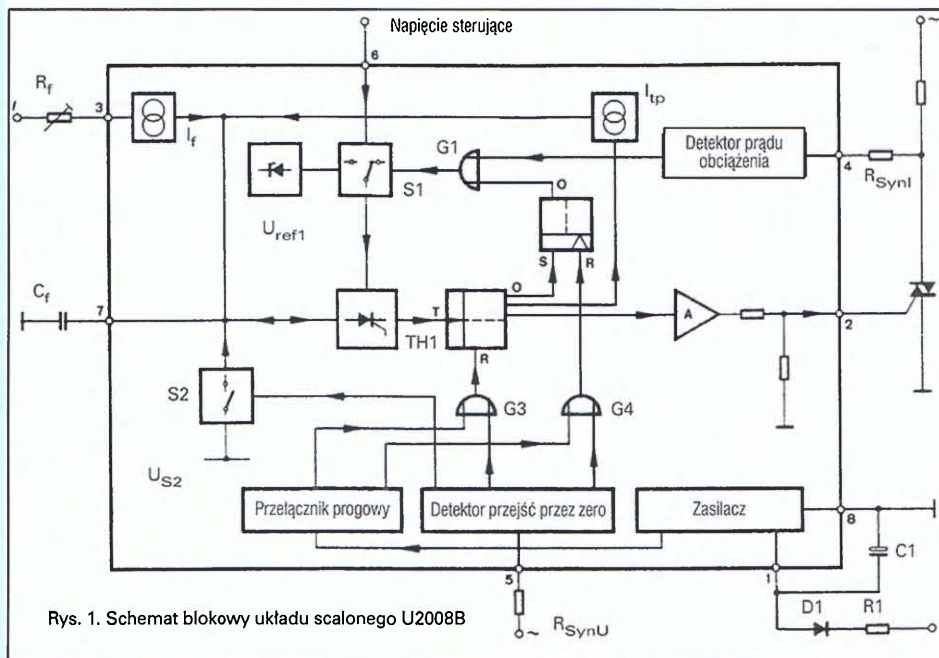 Napięcie sterujące
6
R_f
3
I_f
I_tp
G1
S1
Detektor prądu
obciążenia
4
R_SynI
U_ref1
O
S
R
C_f
7
TH1
T
O
R
A
2
S2
G3
G4
U_S2
Przełącznik progowy
Detektor przejść przez zero
Zasilacz
8
C1
5
1
R_SynU
~
~
D1
R1
Rys. 1. Schemat blokowy układu scalonego U2008B